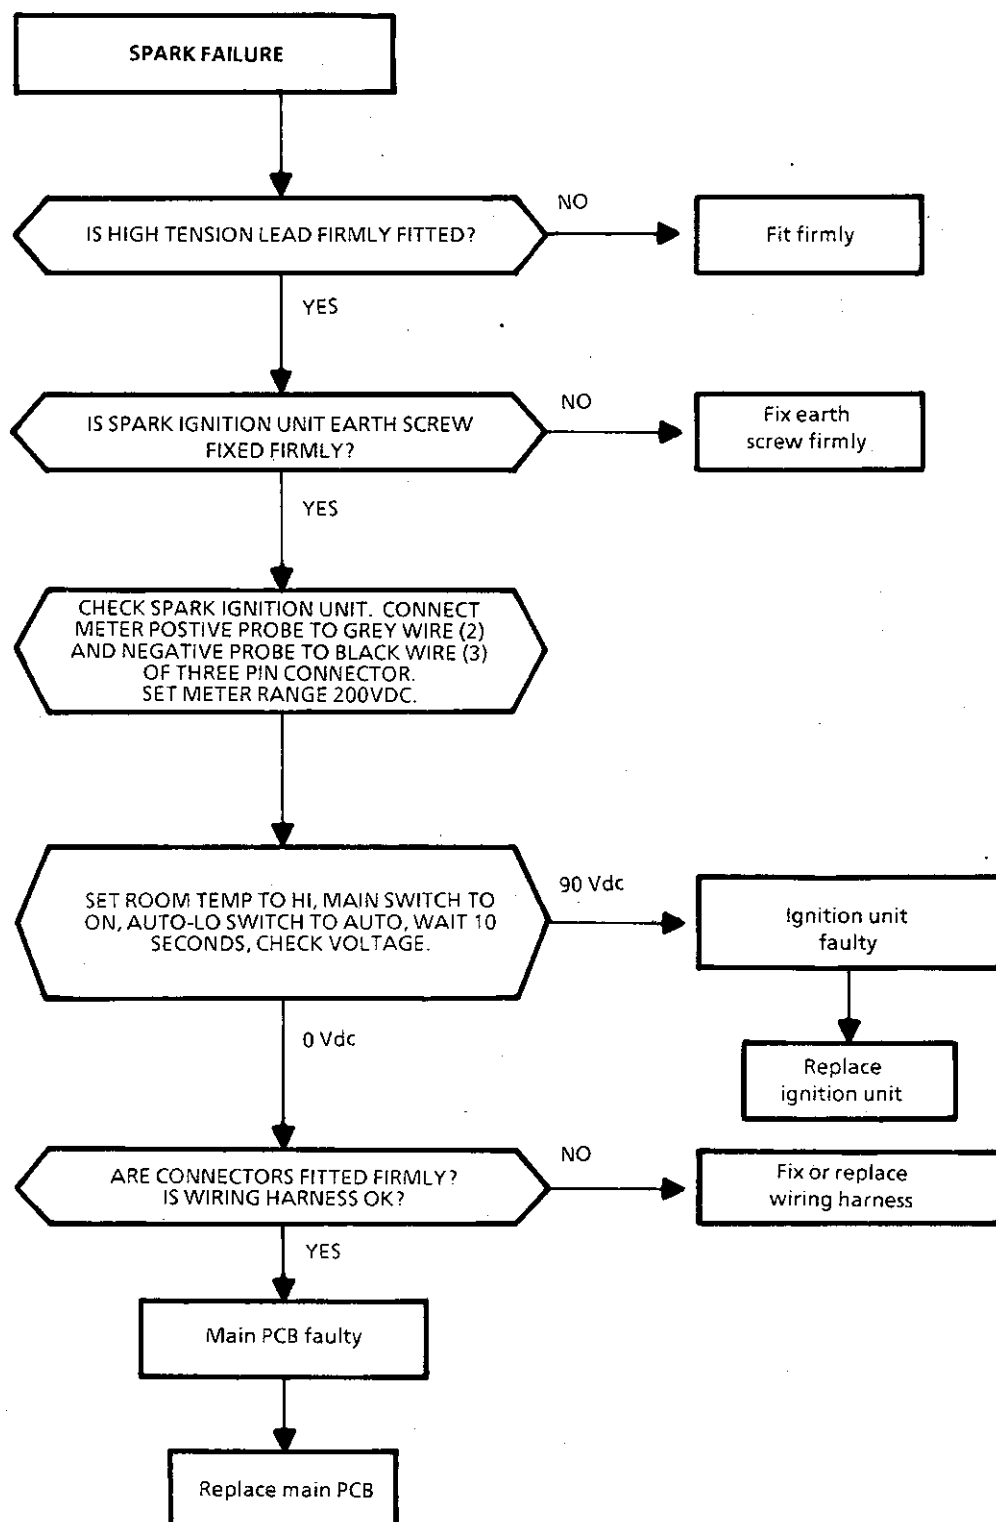 SPARK FAILURE
IS HIGH TENSION LEAD FIRMLY FITTED?
NO
Fit firmly
YES
IS SPARK IGNITION UNIT EARTH SCREW
FIXED FIRMLY?
NO
Fix earth
screw firmly
YES
CHECK SPARK IGNITION UNIT. CONNECT
METER POSTIVE PROBE TO GREY WIRE (2)
AND NEGATIVE PROBE TO BLACK WIRE (3)
OF THREE PIN CONNECTOR.
SET METER RANGE 200VDC.
SET ROOM TEMP TO HI, MAIN SWITCH TO
ON, AUTO-LO SWITCH TO AUTO, WAIT 10
SECONDS, CHECK VOLTAGE.
90 Vdc
Ignition unit
faulty
Replace
ignition unit
0 Vdc
ARE CONNECTORS FITTED FIRMLY?
IS WIRING HARNESS OK?
NO
Fix or replace
wiring harness
YES
Main PCB faulty
Replace main PCB